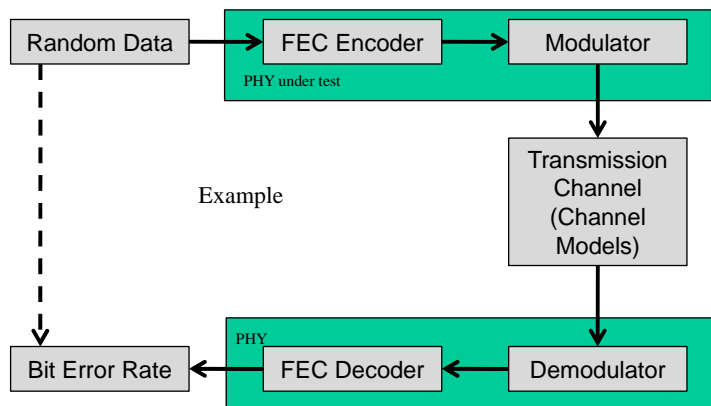 Random Data
FEC Encoder
Modulator
PHY under test
Transmission
Channel
(Channel
Models)
Example
PHY
Bit Error Rate
FEC Decoder
Demodulator